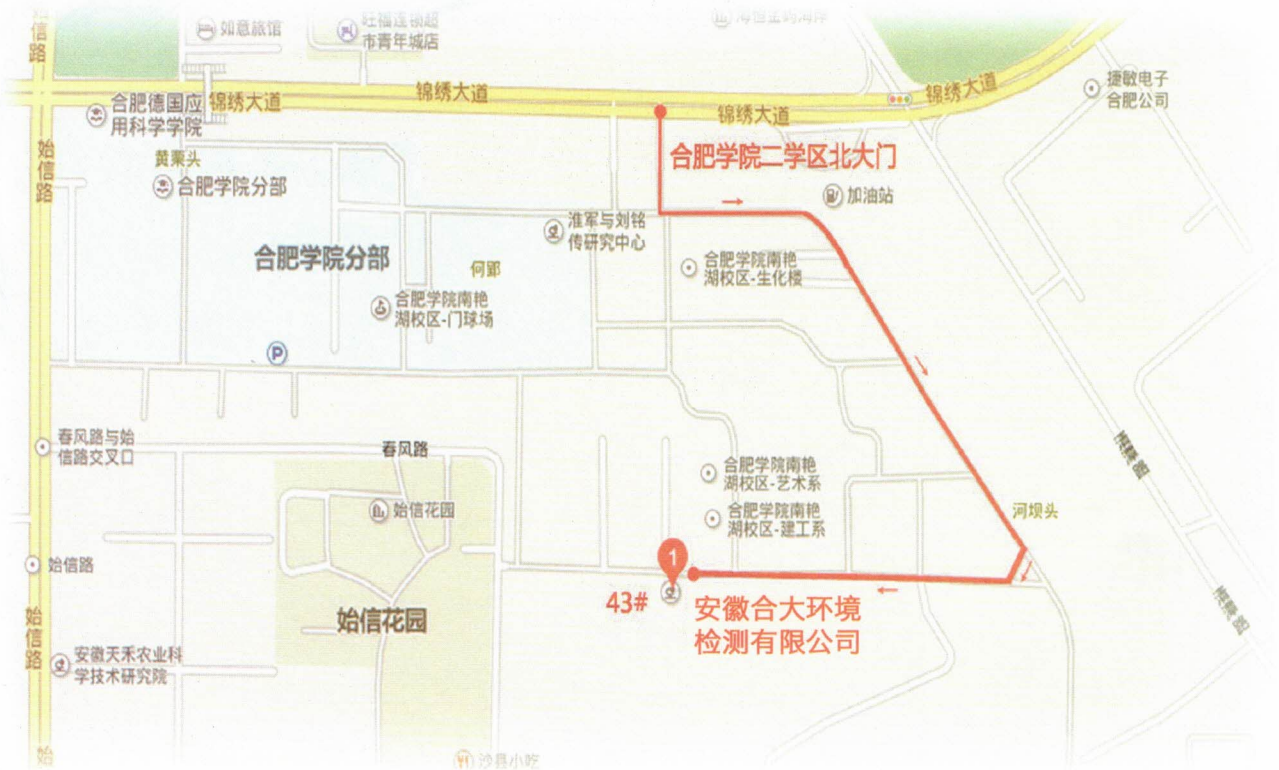 信路
如意旅馆
旺福连锁超
市青年城店
锦绣大道
锦绣大道
锦绣大道
锦绣大道
捷敏电子
合肥公司
合肥德国应
用科学学院
始信路
黄栗头
合肥学院分部
合肥学院二学区北大门
加油站
淮军与刘铭
传研究中心
合肥学院分部
何郢
合肥学院南艳
湖校区-生化楼
合肥学院南艳
湖校区-门球场
P
春风路与始
信路交叉口
春风路
合肥学院南艳
湖校区-艺术系
始信花园
合肥学院南艳
湖校区-建工系
河坝头
1
始信路
43#
安徽合大环境
检测有限公司
始信花园
始信路
安徽天禾农业科
学技术研究院
沙县小吃
始